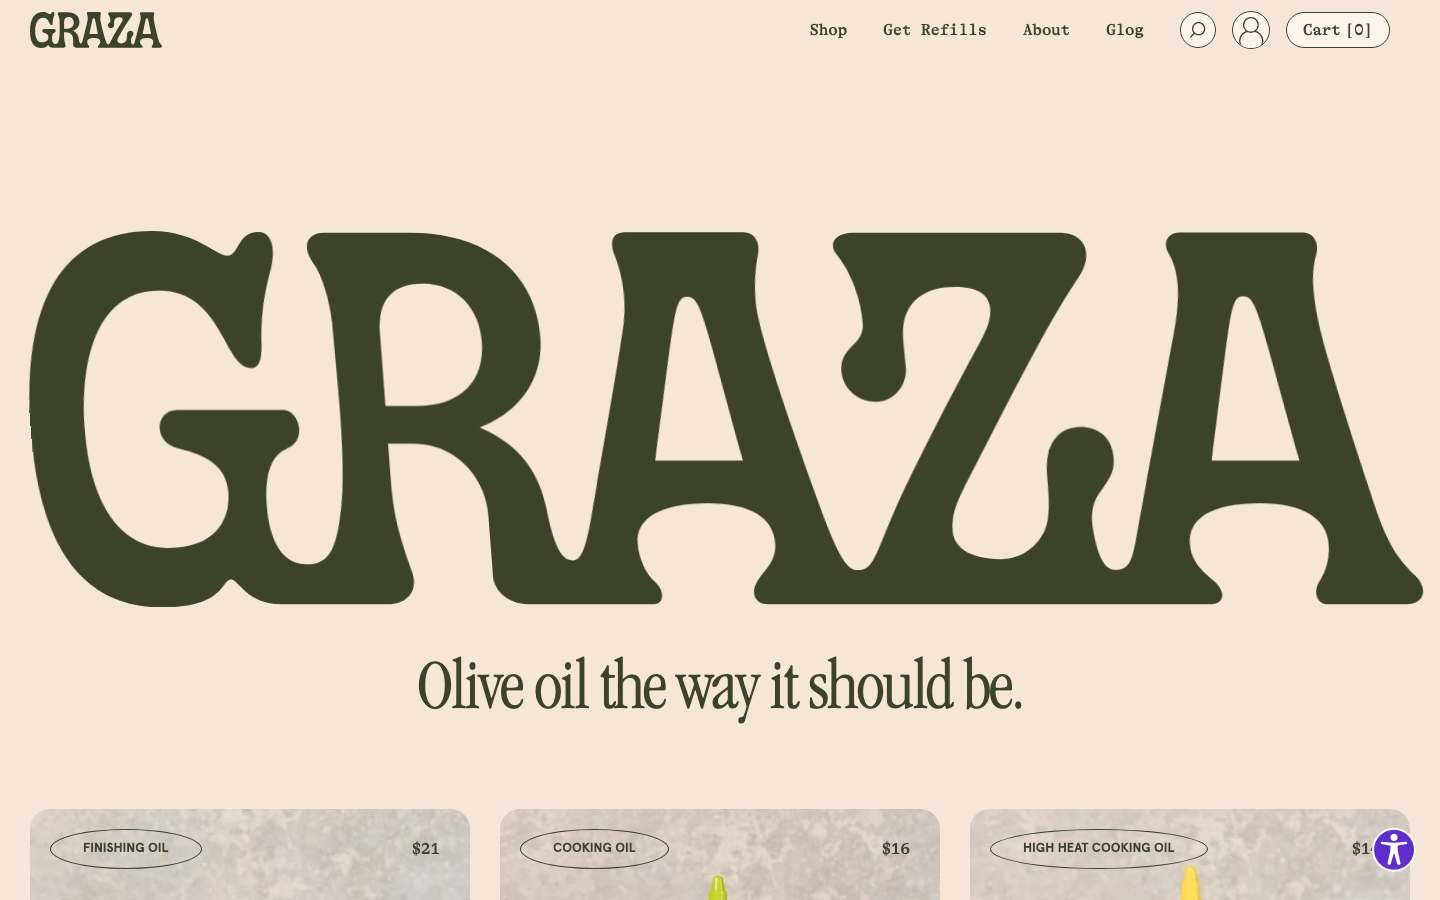 GRAZA
Shop
Get Refills
About
Glog
Cart [0]
GRAZA
Olive oil the way it should be.
FINISHING OIL
$21
COOKING OIL
$16
HIGH HEAT COOKING OIL